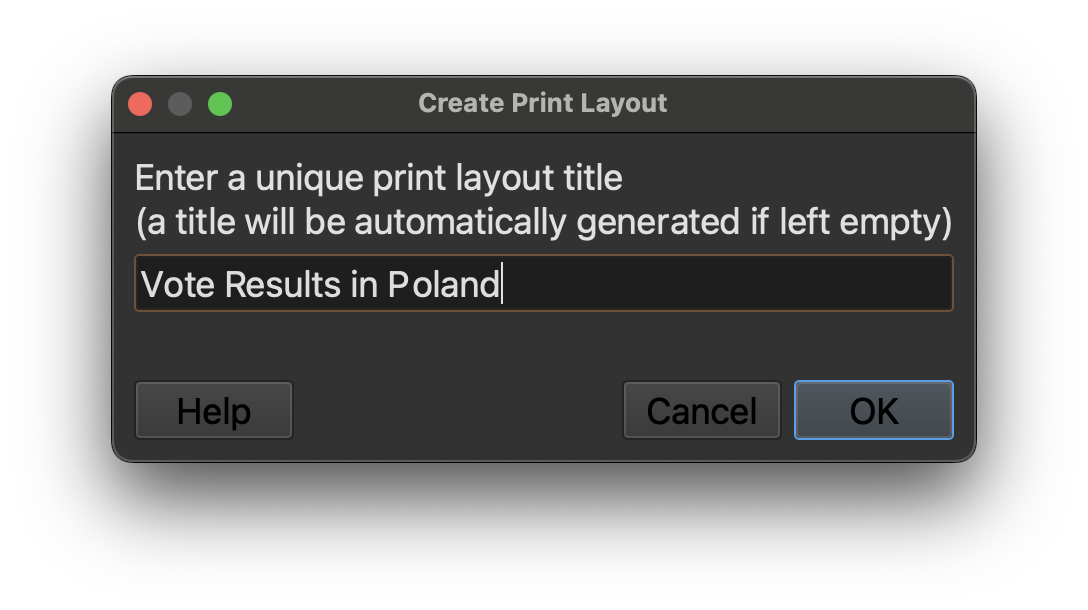 Create Print Layout
Enter a unique print layout title
(a title will be automatically generated if left empty)
Vote Results in Poland
Help
Cancel
OK